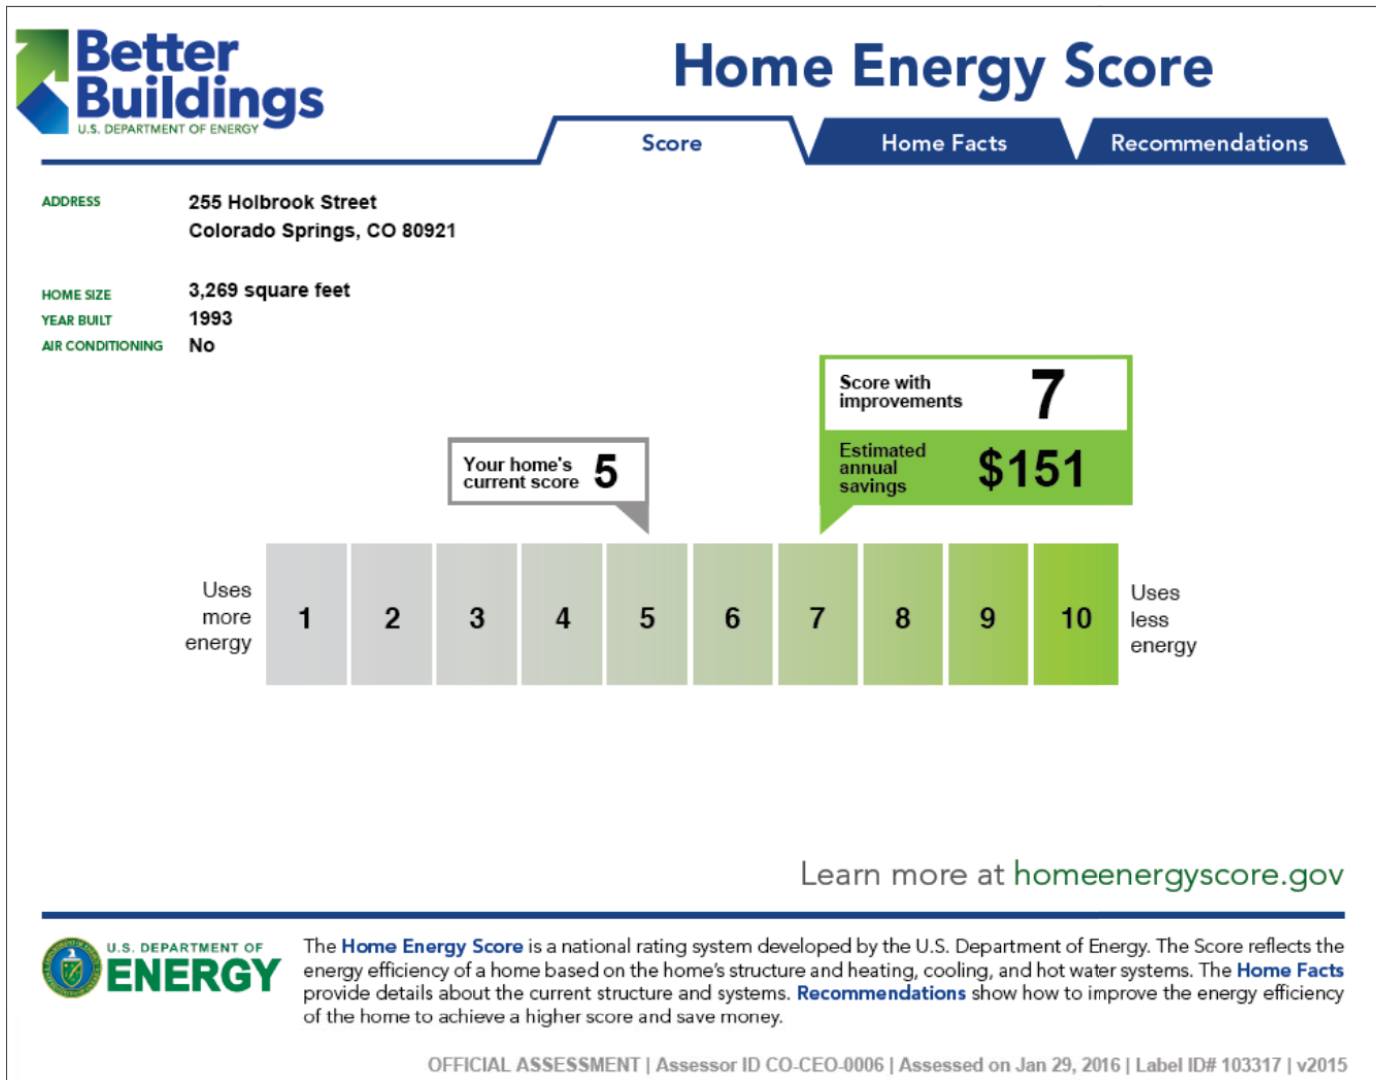 Better
Buildings
U.S. DEPARTMENT OF ENERGY
Home Energy Score
Score
Home Facts
Recommendations
ADDRESS 255 Holbrook Street
Colorado Springs, CO 80921
HOME SIZE 3,269 square feet
YEAR BUILT 1993
AIR CONDITIONING No
Score with
improvements 7
Estimated
annual
savings $151
Your home's
current score 5
Uses
more
energy
1 2 3 4 5 6 7 8 9 10
Uses
less
energy
Learn more at homeenergyscore.gov
U.S. DEPARTMENT OF
ENERGY
The Home Energy Score is a national rating system developed by the U.S. Department of Energy. The Score reflects the
energy efficiency of a home based on the home's structure and heating, cooling, and hot water systems. The Home Facts
provide details about the current structure and systems. Recommendations show how to improve the energy efficiency
of the home to achieve a higher score and save money.
OFFICIAL ASSESSMENT | Assessor ID CO-CEO-0006 | Assessed on Jan 29, 2016 | Label ID# 103317 | v2015